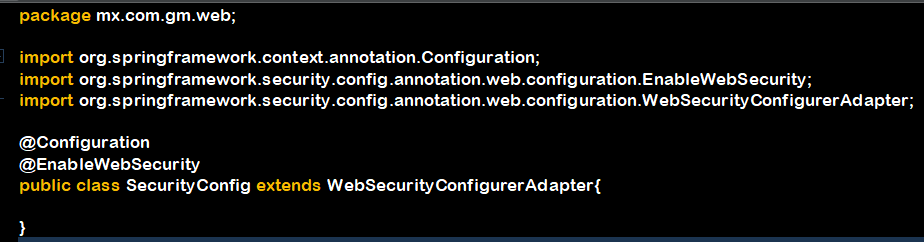 package mx.com.gm.web;
import org.springframework.context.annotation.Configuration;
import org.springframework.security.config.annotation.web.configuration.EnableWebSecurity;
import org.springframework.security.config.annotation.web.configuration.WebSecurityConfigurerAdapter;
@Configuration
@EnableWebSecurity
public class SecurityConfig extends WebSecurityConfigurerAdapter{
}